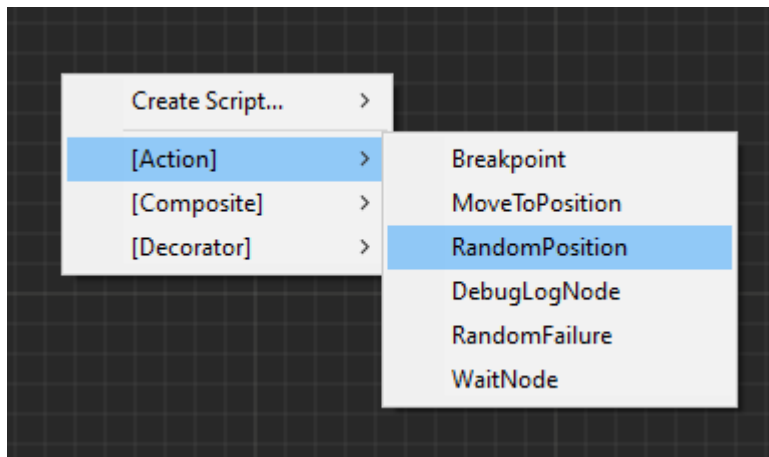 Create Script...
[Action]
[Composite]
[Decorator]
Breakpoint
MoveToPosition
RandomPosition
DebugLogNode
RandomFailure
WaitNode